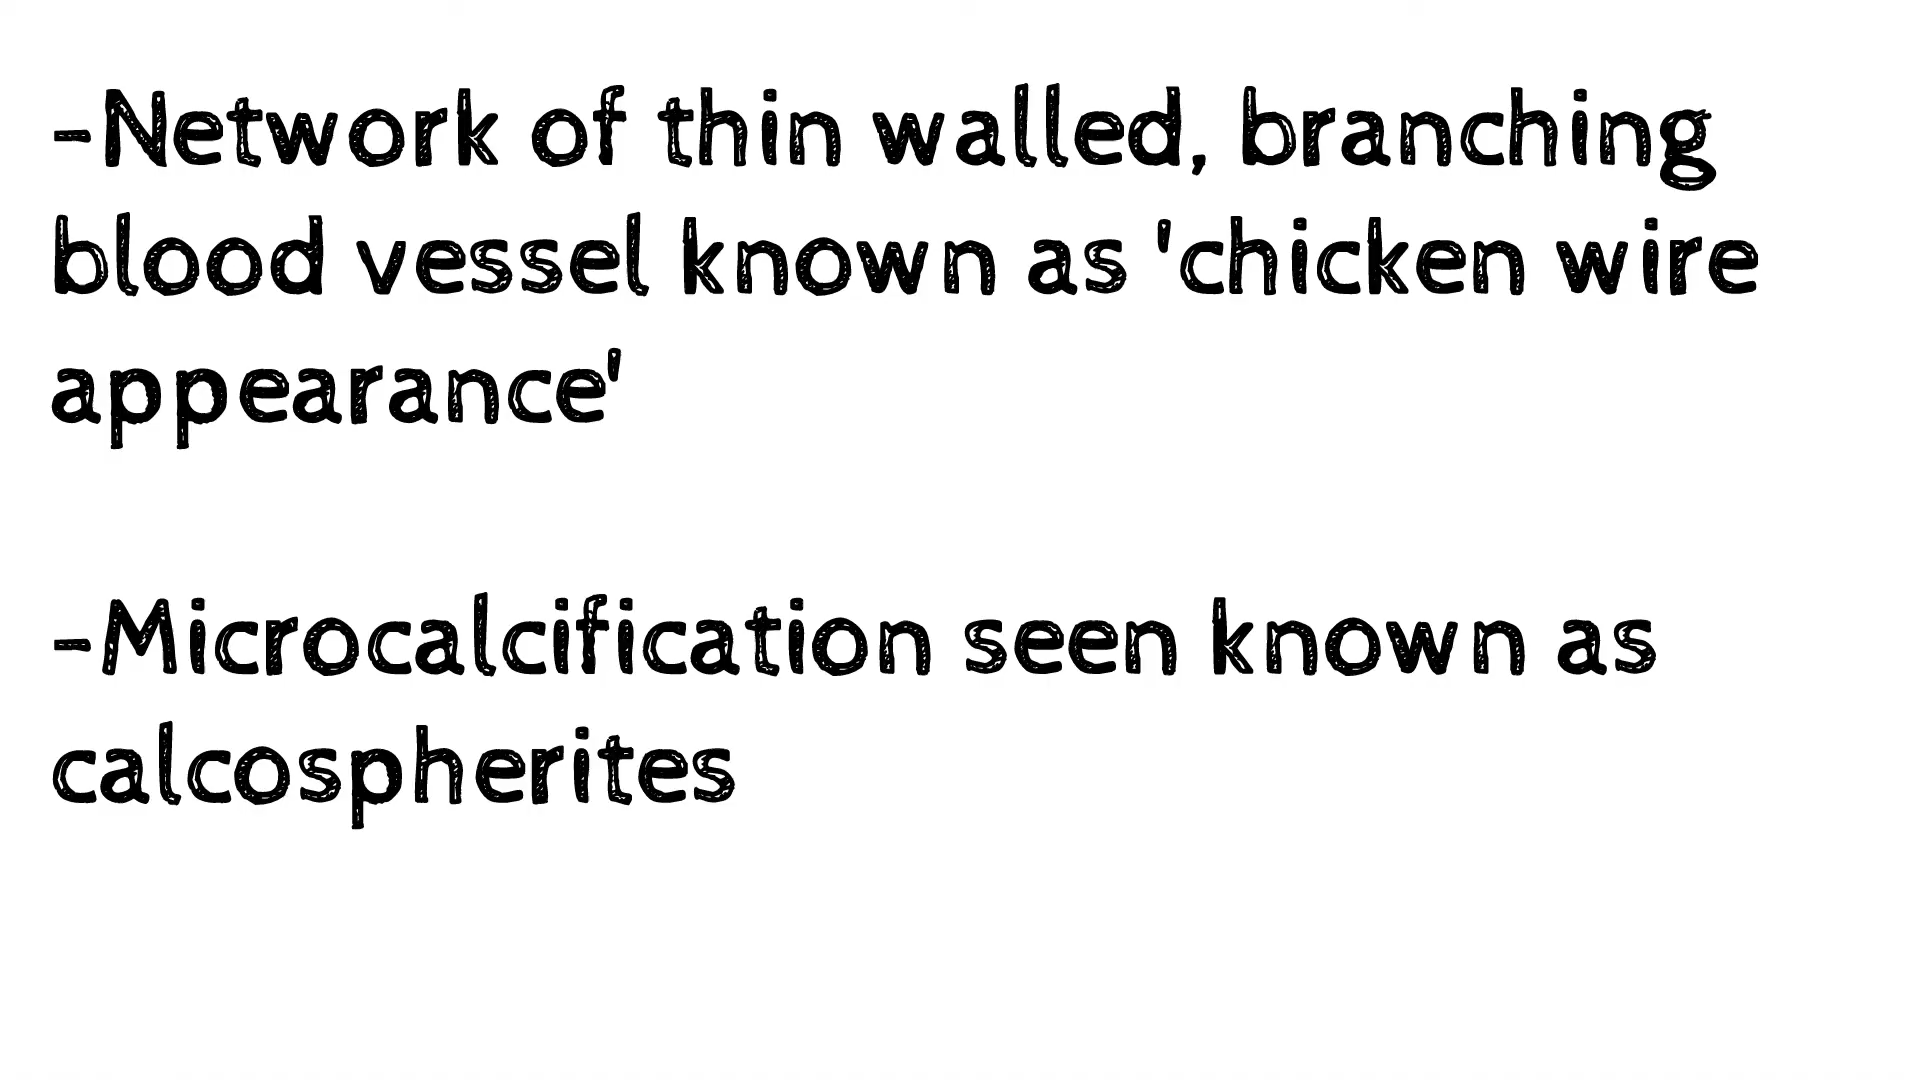 -Network of thin walled, branching
blood vessel known as 'chicken wire
appearance'
-Microcalcification seen known as
calcospherites